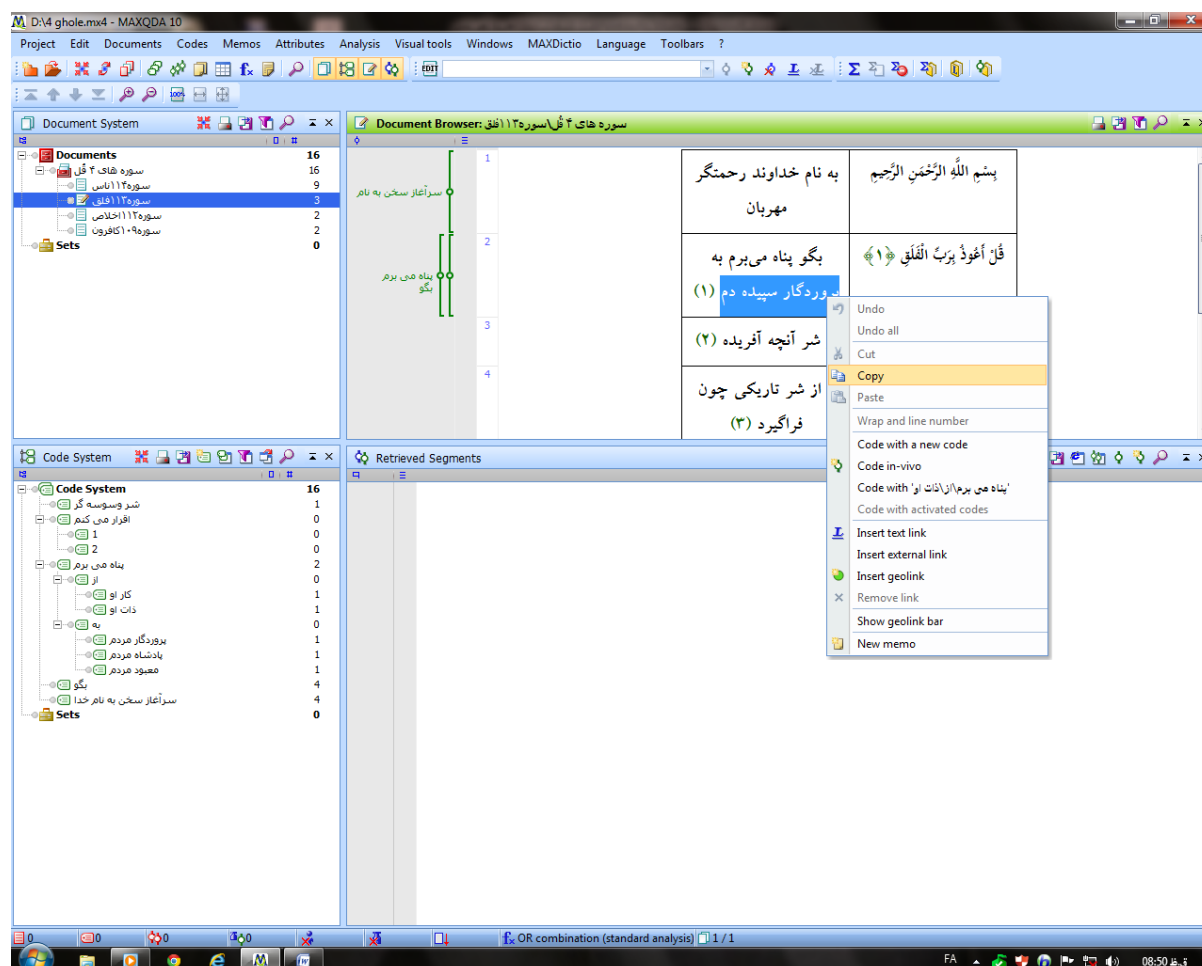 D:\4 ghole.mx4 - MAXQDA 10
Project Edit Documents Codes Memos Attributes Analysis Visual tools Windows MAXDictio Language Toolbars ?
EDIT
100%
Document System
Documents 16
سوره های ۴ قُل 16
سوره۱۱۴ناس 9
سوره۱۱۳فلق 3
سوره۱۱۲اخلاص 2
سوره۱۰۹کافرون 2
Sets 0
Document Browser: سوره های ۴ قُل\سوره۱۱۳فلق
سرآغاز سخن به نام
پناه می برم
بگو
1
بِسْمِ اللَّهِ الرَّحْمَنِ الرَّحِيمِ
به نام خداوند رحمتگر
مهربان
2
قُلْ أَعُوذُ بِرَبِّ الْفَلَقِ ﴿۱﴾
بگو پناه می‌برم به
پروردگار سپیده دم (۱)
3
شر آنچه آفریده (۲)
4
از شر تاریکی چون
فراگیرد (۳)
Undo
Undo all
Cut
Copy
Paste
Wrap and line number
Code with a new code
Code in-vivo
Code with 'پناه می برم\از\ذات او'
Code with activated codes
Insert text link
Insert external link
Insert geolink
Remove link
Show geolink bar
New memo
Code System
Code System 16
شر وسوسه گر 1
اقرار می کنم 0
1 0
2 0
پناه می برم 2
از 0
کار او 1
ذات او 1
به 0
پروردگار مردم 1
پادشاه مردم 1
معبود مردم 1
بگو 4
سرآغاز سخن به نام خدا 4
Sets 0
Retrieved Segments
0 0 0 0 OR combination (standard analysis) 1 / 1
FA 08:50 ق.ظ